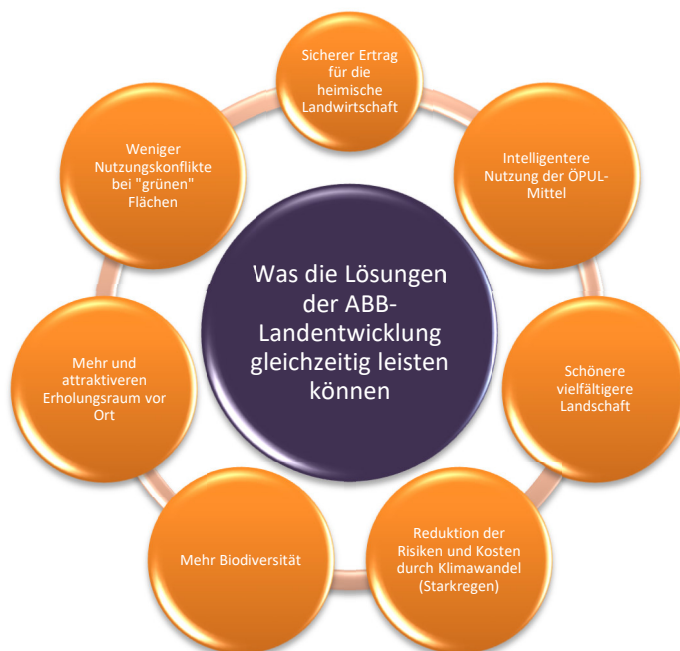 Sicherer Ertrag
für die
heimische
Landwirtschaft
Intelligentere
Nutzung der ÖPUL-
Mittel
Schönere
vielfältigere
Landschaft
Reduktion der
Risiken und Kosten
durch Klimawandel
(Starkregen)
Mehr Biodiversität
Mehr und
attraktiveren
Erholungsraum vor
Ort
Weniger
Nutzungskonflikte
bei "grünen"
Flächen
Was die Lösungen
der ABB-
Landentwicklung
gleichzeitig leisten
können